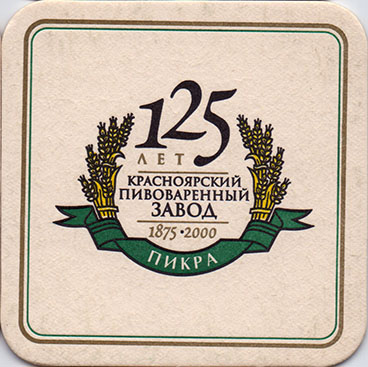 125
ЛЕТ
КРАСНОЯРСКИЙ
ПИВОВАРЕННЫЙ
ЗАВОД
1875·2000
ПИКРА